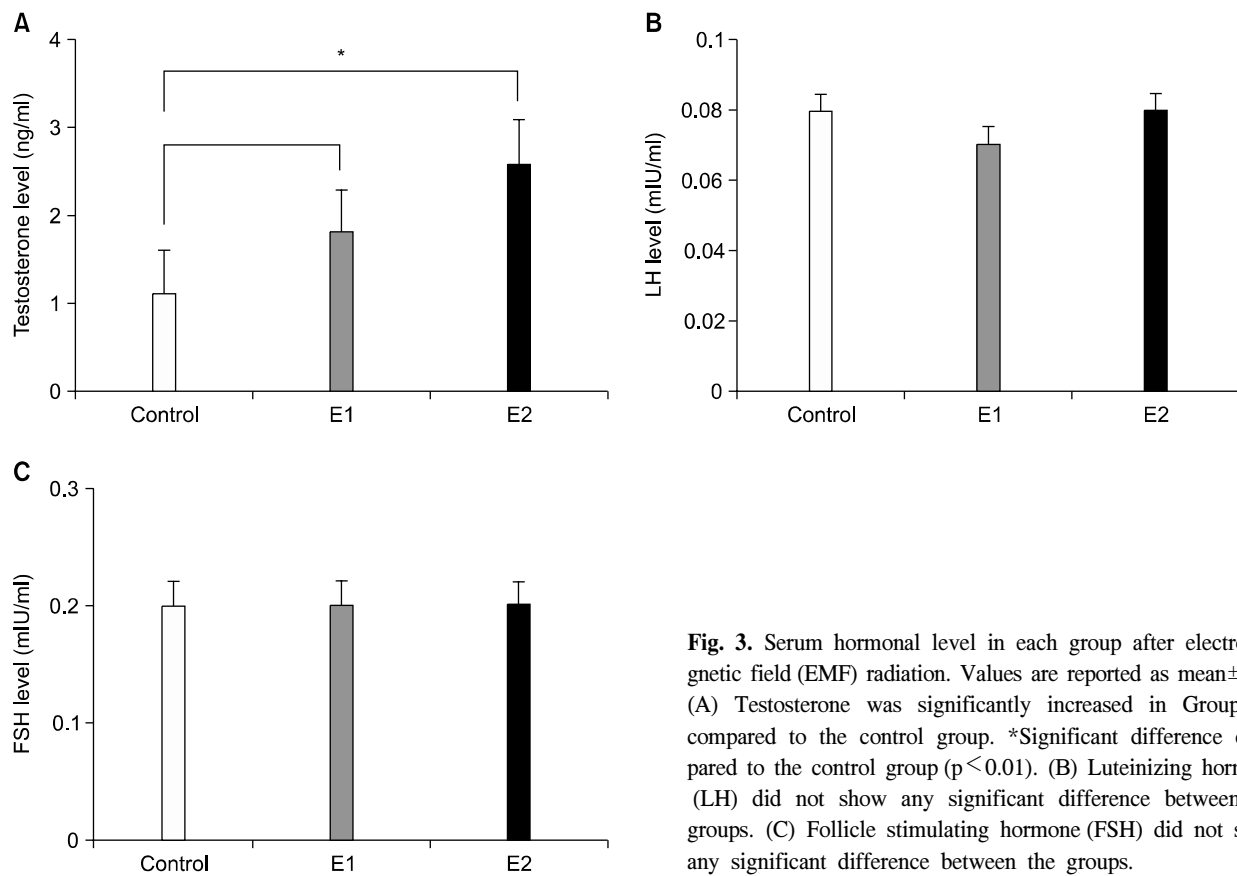 A
Testosterone level (ng/ml)
4
3
2
1
0
*
Control E1 E2
B
LH level (mIU/ml)
0.1
0.08
0.06
0.04
0.02
0
Control E1 E2
C
FSH level (mIU/ml)
0.3
0.2
0.1
0
Control E1 E2
Fig. 3. Serum hormonal level in each group after electro
gnetic field (EMF) radiation. Values are reported as mean±
(A) Testosterone was significantly increased in Group
compared to the control group. *Significant difference
pared to the control group (p<0.01). (B) Luteinizing horm
(LH) did not show any significant difference between
groups. (C) Follicle stimulating hormone (FSH) did not s
any significant difference between the groups.